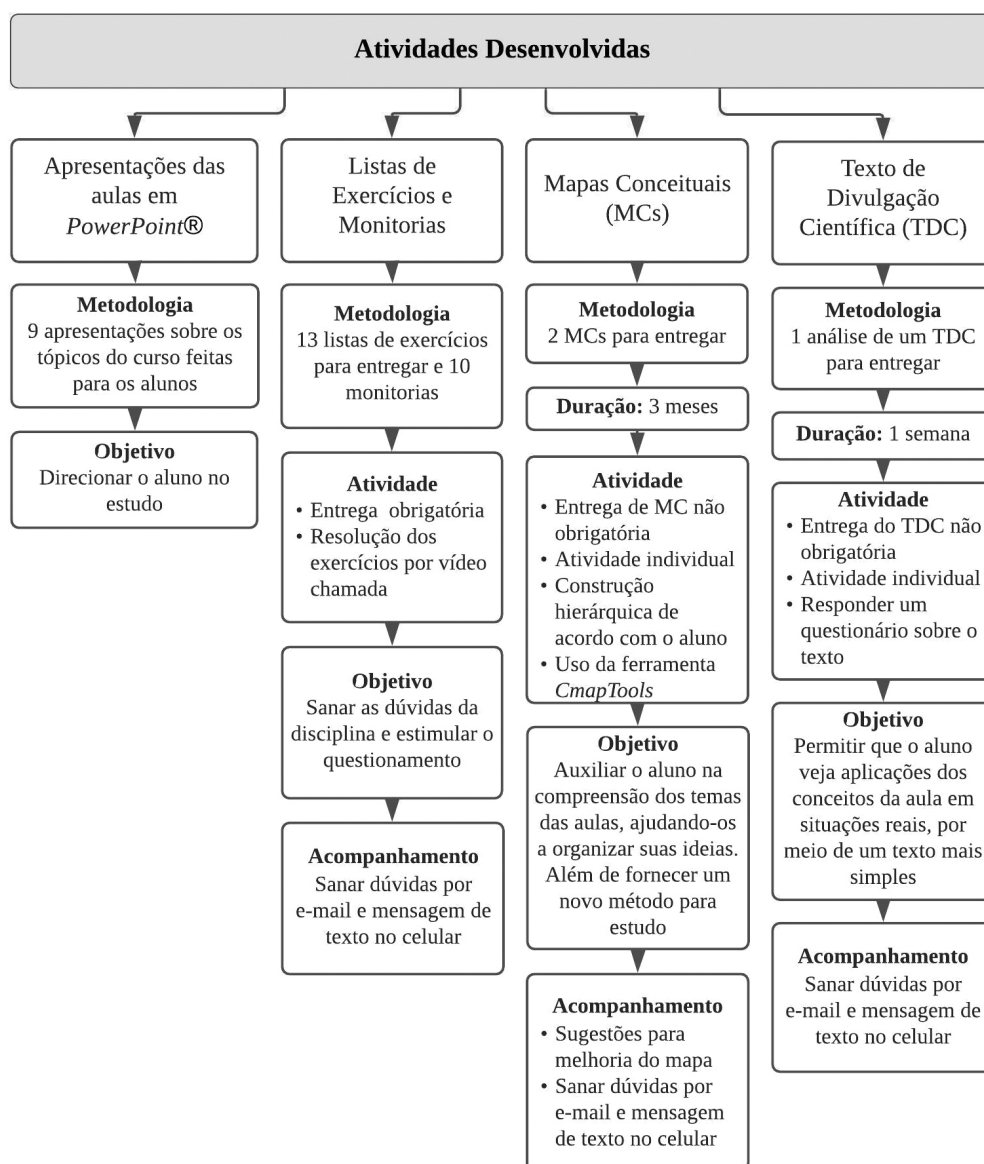 Atividades Desenvolvidas
Apresentações das
aulas em
PowerPoint®
Metodologia
9 apresentações sobre os
tópicos do curso feitas
para os alunos
Objetivo
Direcionar o aluno no
estudo
Listas de
Exercícios e
Monitorias
Metodologia
13 listas de exercícios
para entregar e 10
monitorias
Atividade
• Entrega obrigatória
• Resolução dos
exercícios por vídeo
chamada
Objetivo
Sanar as dúvidas da
disciplina e estimular o
questionamento
Acompanhamento
Sanar dúvidas por
e-mail e mensagem de
texto no celular
Mapas Conceituais
(MCs)
Metodologia
2 MCs para entregar
Duração: 3 meses
Atividade
• Entrega de MC não
obrigatória
• Atividade individual
• Construção
hierárquica de
acordo com o aluno
• Uso da ferramenta
CmapTools
Objetivo
Auxiliar o aluno na
compreensão dos temas
das aulas, ajudando-os
a organizar suas ideias.
Além de fornecer um
novo método para
estudo
Acompanhamento
• Sugestões para
melhoria do mapa
• Sanar dúvidas por
e-mail e mensagem
de texto no celular
Texto de
Divulgação
Científica (TDC)
Metodologia
1 análise de um TDC
para entregar
Duração: 1 semana
Atividade
• Entrega do TDC não
obrigatória
• Atividade individual
• Responder um
questionário sobre o
texto
Objetivo
Permitir que o aluno
veja aplicações dos
conceitos da aula em
situações reais, por
meio de um texto mais
simples
Acompanhamento
Sanar dúvidas por
e-mail e mensagem de
texto no celular